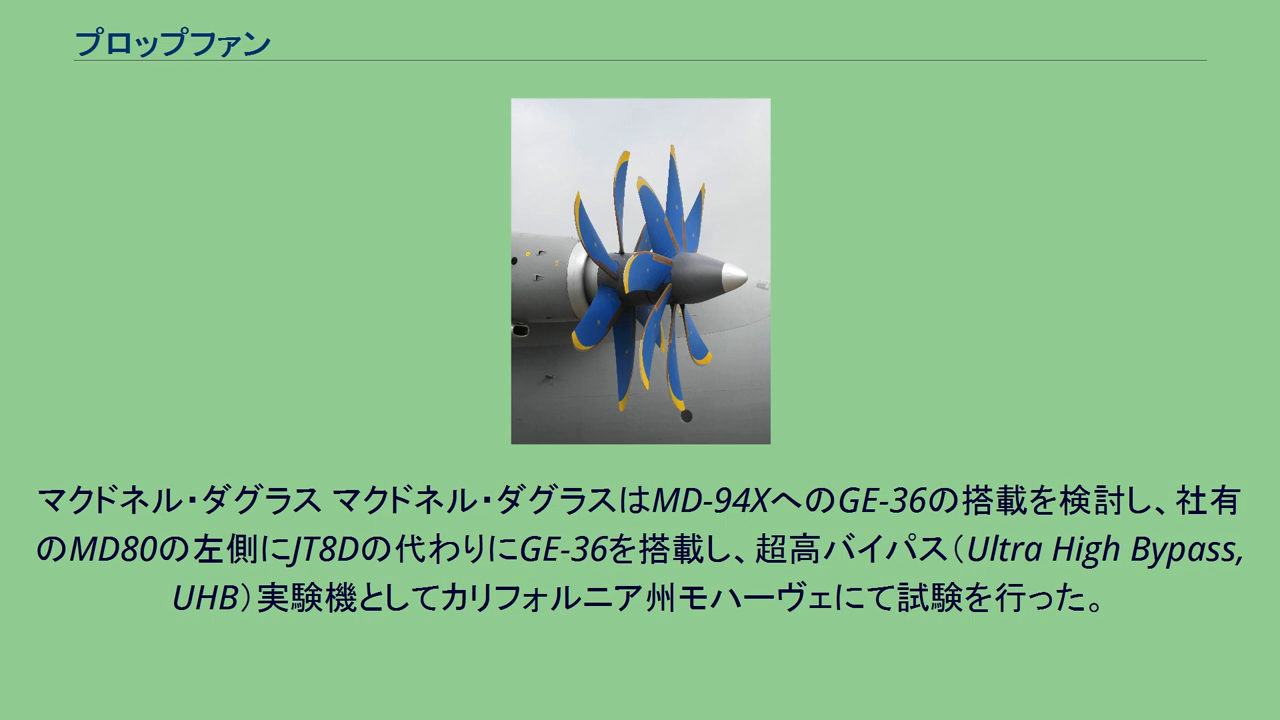 プロップファン
マクドネル・ダグラス マクドネル・ダグラスはMD-94XへのGE-36の搭載を検討し、社有
のMD80の左側にJT8Dの代わりにGE-36を搭載し、超高バイパス（Ultra High Bypass,
UHB）実験機としてカリフォルニア州モハーヴェにて試験を行った。